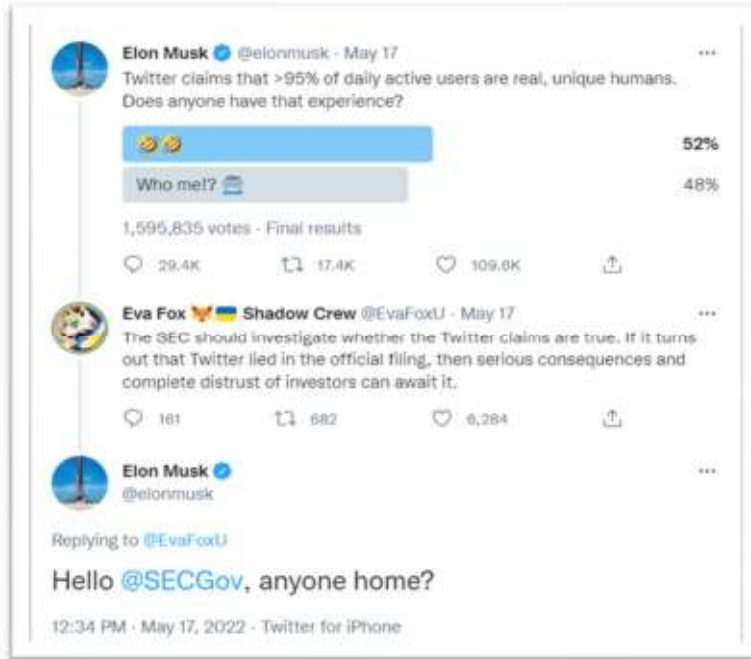 Elon Musk @elonmusk · May 17
Twitter claims that >95% of daily active users are real, unique humans.
Does anyone have that experience?
🤣🤣 52%
Who me!? 🤖 48%
1,595,835 votes · Final results
29.4K 17.4K 109.6K
Eva Fox 🦊🇺🇦 Shadow Crew @EvaFoxU · May 17
The SEC should investigate whether the Twitter claims are true. If it turns
out that Twitter lied in the official filing, then serious consequences and
complete distrust of investors can await it.
161 682 6,284
Elon Musk
@elonmusk
Replying to @EvaFoxU
Hello @SECGov, anyone home?
12:34 PM · May 17, 2022 · Twitter for iPhone